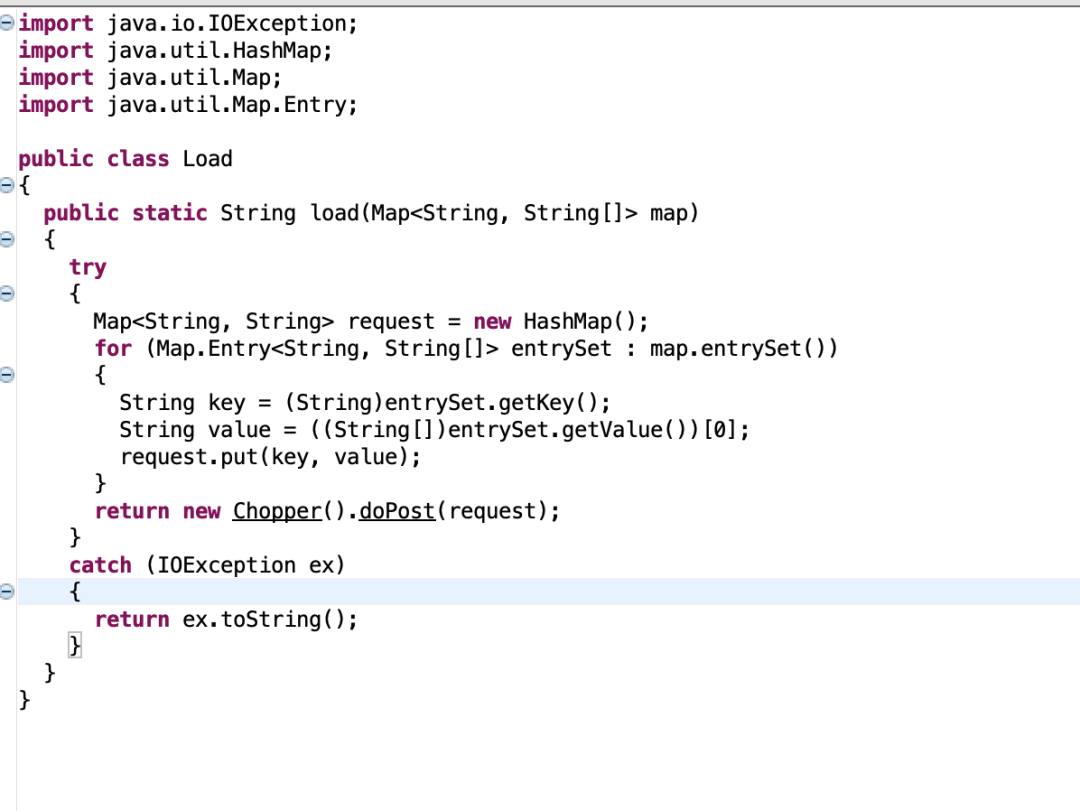 import java.io.IOException;
import java.util.HashMap;
import java.util.Map;
import java.util.Map.Entry;

public class Load
{
  public static String load(Map<String, String[]> map)
  {
    try
    {
      Map<String, String> request = new HashMap();
      for (Map.Entry<String, String[]> entrySet : map.entrySet())
      {
        String key = (String)entrySet.getKey();
        String value = ((String[])entrySet.getValue())[0];
        request.put(key, value);
      }
      return new Chopper().doPost(request);
    }
    catch (IOException ex)
    {
      return ex.toString();
    }
  }
}